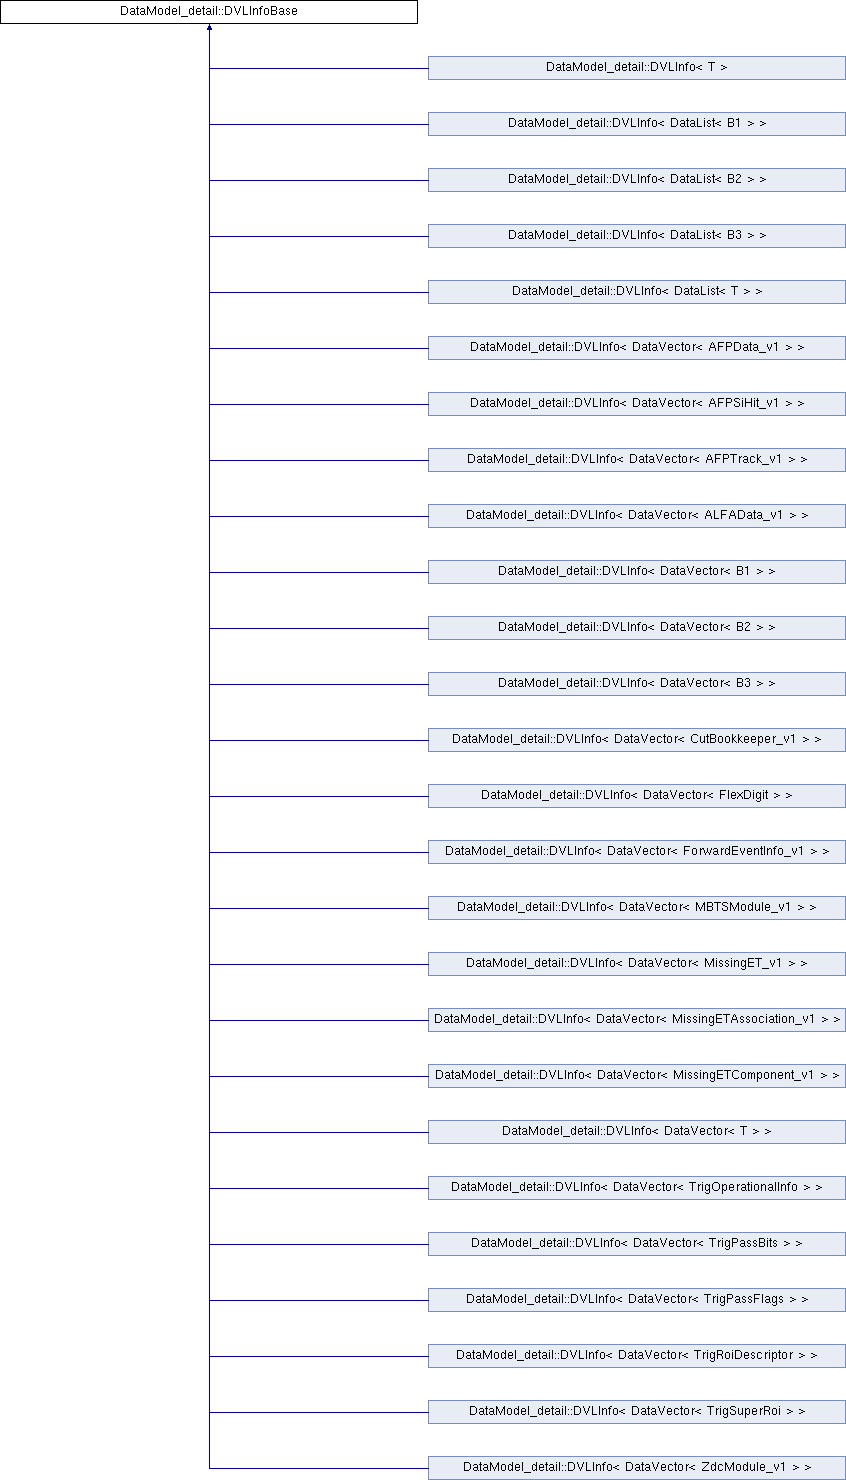 DataModel_detail::DVLInfoBase
DataModel_detail::DVLInfo< T >
DataModel_detail::DVLInfo< DataList< B1 > >
DataModel_detail::DVLInfo< DataList< B2 > >
DataModel_detail::DVLInfo< DataList< B3 > >
DataModel_detail::DVLInfo< DataList< T > >
DataModel_detail::DVLInfo< DataVector< AFPData_v1 > >
DataModel_detail::DVLInfo< DataVector< AFPSiHit_v1 > >
DataModel_detail::DVLInfo< DataVector< AFPTrack_v1 > >
DataModel_detail::DVLInfo< DataVector< ALFAData_v1 > >
DataModel_detail::DVLInfo< DataVector< B1 > >
DataModel_detail::DVLInfo< DataVector< B2 > >
DataModel_detail::DVLInfo< DataVector< B3 > >
DataModel_detail::DVLInfo< DataVector< CutBookkeeper_v1 > >
DataModel_detail::DVLInfo< DataVector< FlexDigit > >
DataModel_detail::DVLInfo< DataVector< ForwardEventInfo_v1 > >
DataModel_detail::DVLInfo< DataVector< MBTSModule_v1 > >
DataModel_detail::DVLInfo< DataVector< MissingET_v1 > >
DataModel_detail::DVLInfo< DataVector< MissingETAssociation_v1 > >
DataModel_detail::DVLInfo< DataVector< MissingETComponent_v1 > >
DataModel_detail::DVLInfo< DataVector< T > >
DataModel_detail::DVLInfo< DataVector< TrigOperationalInfo > >
DataModel_detail::DVLInfo< DataVector< TrigPassBits > >
DataModel_detail::DVLInfo< DataVector< TrigPassFlags > >
DataModel_detail::DVLInfo< DataVector< TrigRoiDescriptor > >
DataModel_detail::DVLInfo< DataVector< TrigSuperRoi > >
DataModel_detail::DVLInfo< DataVector< ZdcModule_v1 > >